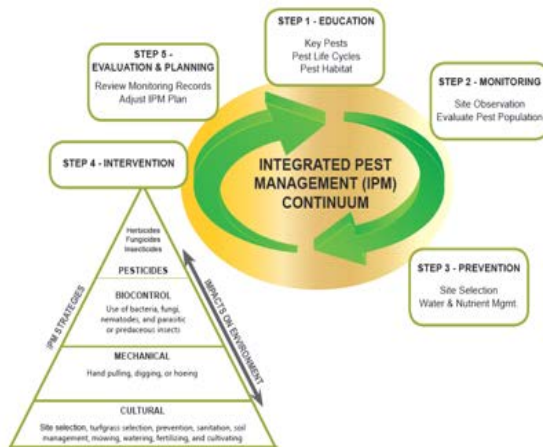 STEP 1 - EDUCATION
Key Pests
Pest Life Cycles
Pest Habitat
STEP 2 - MONITORING
Site Observation
Evaluate Pest Population
STEP 3 - PREVENTION
Site Selection
Water & Nutrient Mgmt
STEP 4 - INTERVENTION
STEP 5 -
EVALUATION & PLANNING
Review Monitoring Records
Adjust IPM Plan
INTEGRATED PEST
MANAGEMENT (IPM)
CONTINUUM
Herbicides
Fungicides
Insecticides
PESTICIDES
BIOCONTROL
Use of bacteria, fungi,
nematodes, and parasitic
or predaceous insects
MECHANICAL
Hand pulling, digging, or hoeing
CULTURAL
Site selection, turfgrass selection, prevention, sanitation, soil
management, mowing, watering, fertilizing, and cultivating
IPM STRATEGIES
IMPACTS ON ENVIRONMENT